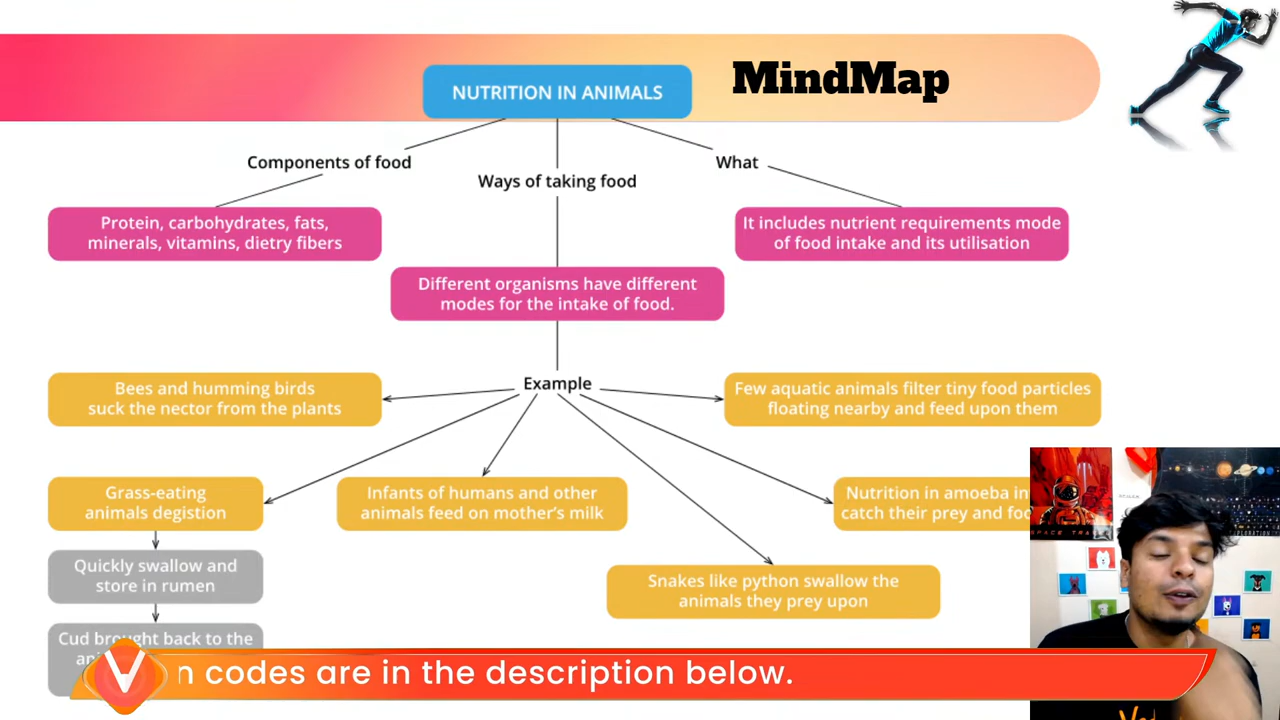 MindMap
NUTRITION IN ANIMALS
Components of food
Ways of taking food
What
Protein, carbohydrates, fats,
minerals, vitamins, dietry fibers
It includes nutrient requirements mode
of food intake and its utilisation
Different organisms have different
modes for the intake of food.
Example
Bees and humming birds
suck the nector from the plants
Few aquatic animals filter tiny food particles
floating nearby and feed upon them
Grass-eating
animals degistion
Infants of humans and other
animals feed on mother's milk
Nutrition in amoeba in
catch their prey and foo
Quickly swallow and
store in rumen
Snakes like python swallow the
animals they prey upon
Cud brought back to the
n codes are in the description below.
SPACE TRA